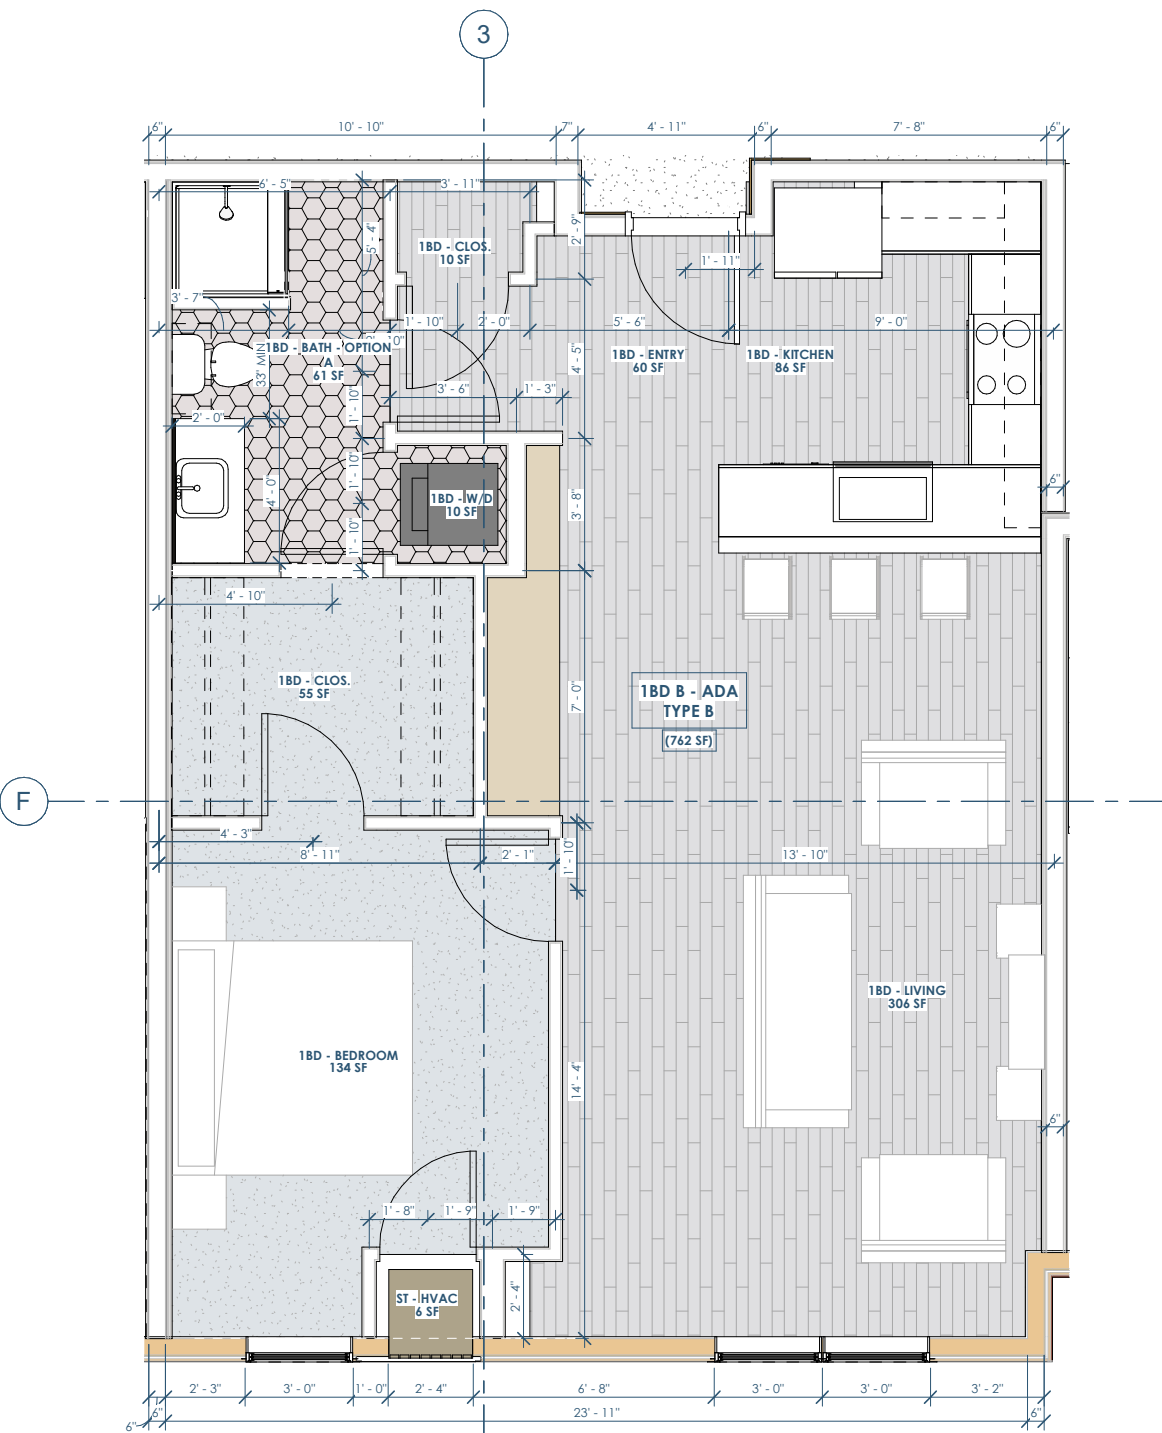 3
6"
10' - 10"
7"
4' - 11"
6"
7' - 8"
6"
6' - 5"
3' - 11"
5' - 4"
2' - 9"
1BD - CLOS.
10 SF
1' - 11"
3' - 7"
1' - 10"
2' - 0"
5' - 6"
9' - 0"
1BD - BATH - OPTION
A
61 SF
33" MIN
4' - 5"
1BD - ENTRY
60 SF
1BD - KITCHEN
86 SF
3' - 6"
1' - 3"
1' - 10"
2' - 0"
4' - 0"
1' - 10"
1' - 10"
1BD - W/D
10 SF
3' - 8"
6"
4' - 10"
1BD - CLOS.
55 SF
7' - 0"
1BD B - ADA
TYPE B
(762 SF)
F
4' - 3"
8' - 11"
2' - 1"
1' - 10"
13' - 10"
1BD - LIVING
306 SF
1BD - BEDROOM
134 SF
14' - 4"
6"
1' - 8"
1' - 9"
1' - 9"
ST - HVAC
6 SF
2' - 4"
2' - 3"
3' - 0"
1' - 0"
2' - 4"
6' - 8"
3' - 0"
3' - 0"
3' - 2"
6"
6"
23' - 11"
6"